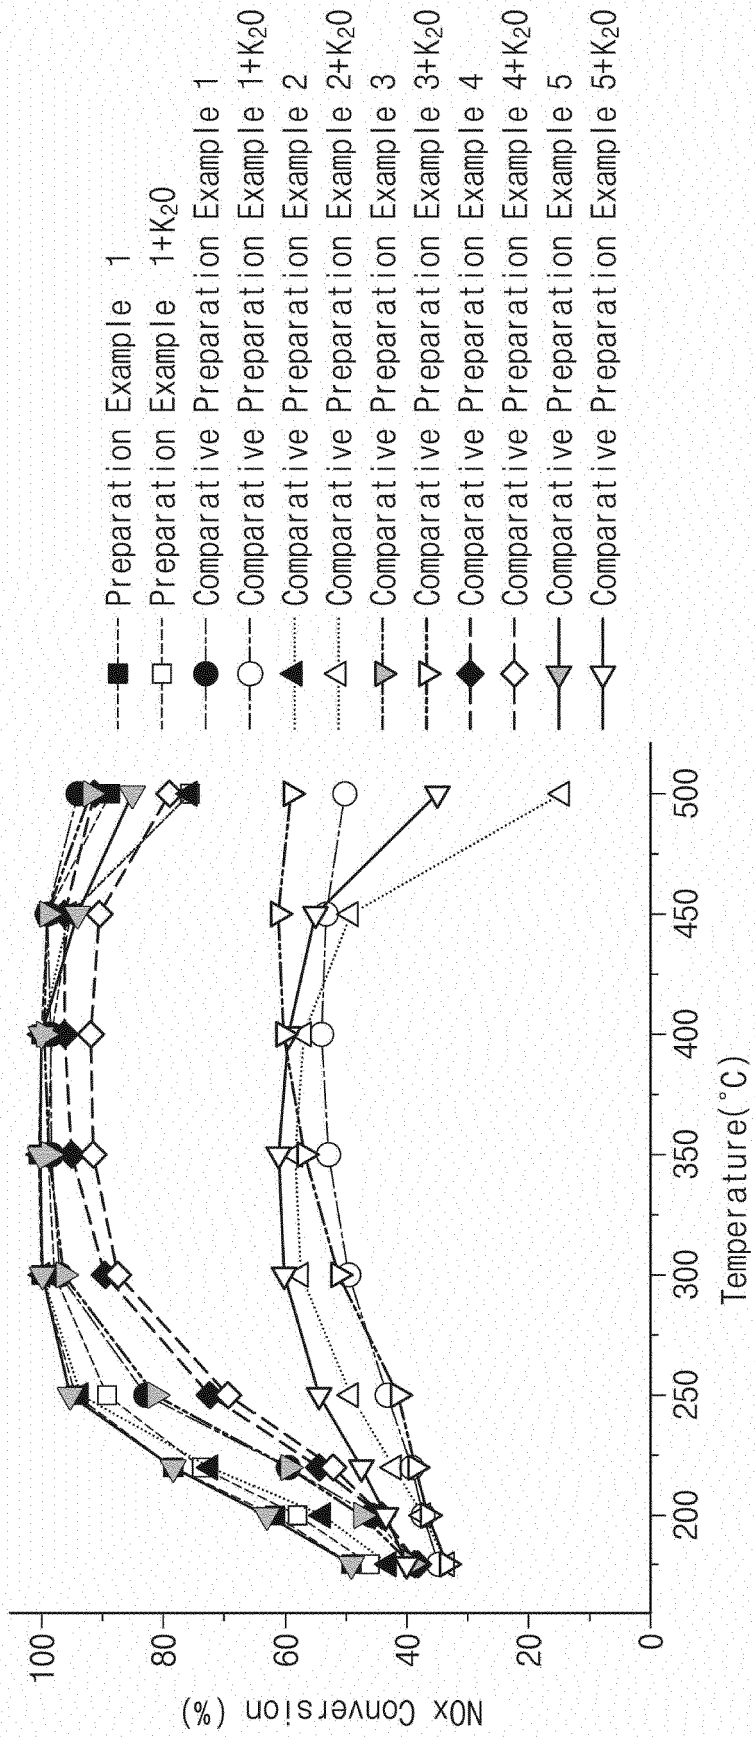 NOx Conversion (%)
100
80
60
40
20
0
200
250
300
350
400
450
500
Temperature(°C)
Preparation Example 1
Preparation Example 1+K₂O
Comparative Preparation Example 1
Comparative Preparation Example 1+K₂O
Comparative Preparation Example 2
Comparative Preparation Example 2+K₂O
Comparative Preparation Example 3
Comparative Preparation Example 3+K₂O
Comparative Preparation Example 4
Comparative Preparation Example 4+K₂O
Comparative Preparation Example 5
Comparative Preparation Example 5+K₂O